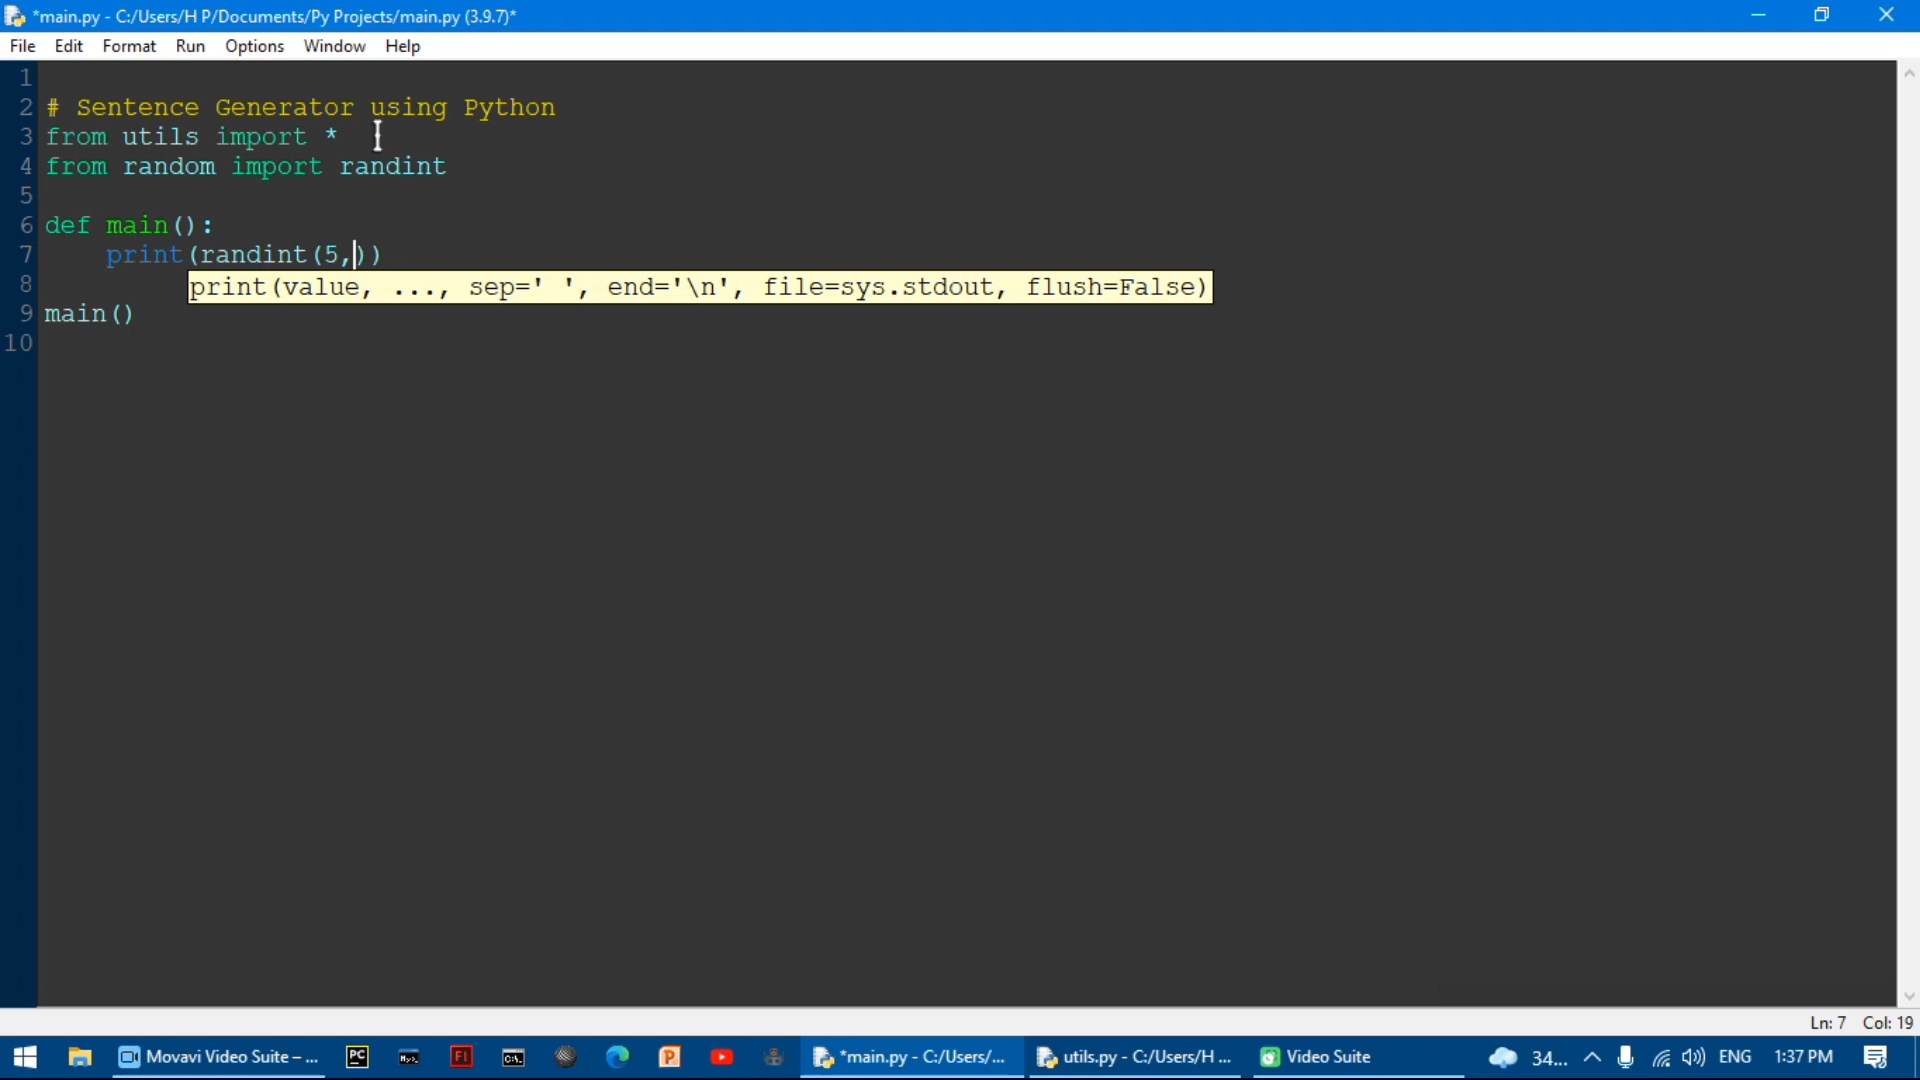 *main.py - C:/Users/H P/Documents/Py Projects/main.py (3.9.7)*
File Edit Format Run Options Window Help
1
2 # Sentence Generator using Python
3 from utils import *
4 from random import randint
5
6 def main():
7 print(randint(5,))
8 print(value, ..., sep=' ', end='\n', file=sys.stdout, flush=False)
9 main()
10
Ln: 7 Col: 19
Movavi Video Suite – ... PC FI P *main.py - C:/Users/... utils.py - C:/Users/H ... Video Suite 34... ENG 1:37 PM